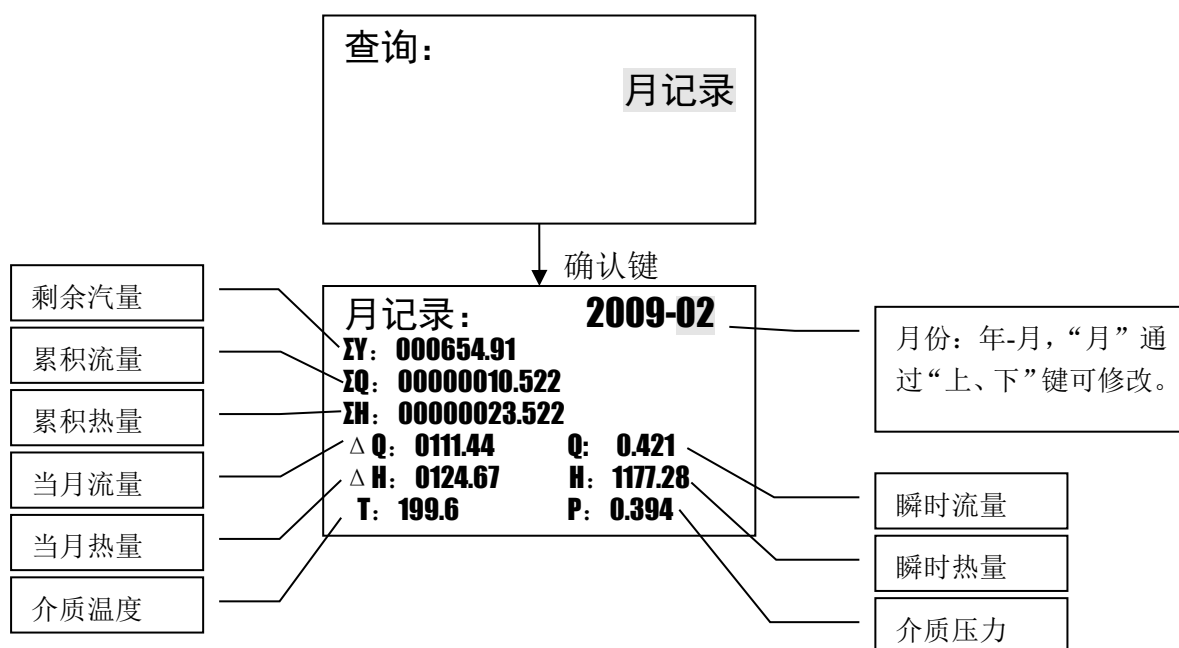 查询：
月记录
确认键
月记录： 2009-02
ΣY： 000654.91
ΣQ： 00000010.522
ΣH： 00000023.522
Δ Q： 0111.44 Q: 0.421
Δ H： 0124.67 H： 1177.28
T： 199.6 P： 0.394
剩余汽量
累积流量
累积热量
当月流量
当月热量
介质温度
月份：年-月，“月”通
过“上、下”键可修改。
瞬时流量
瞬时热量
介质压力